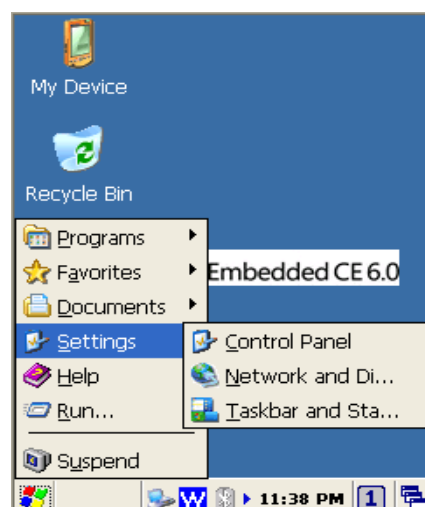 My Device
Recycle Bin
Programs
Favorites
Embedded CE 6.0
Documents
Settings
Control Panel
Help
Network and Di...
Run...
Taskbar and Sta...
Suspend
W
11:38 PM
1